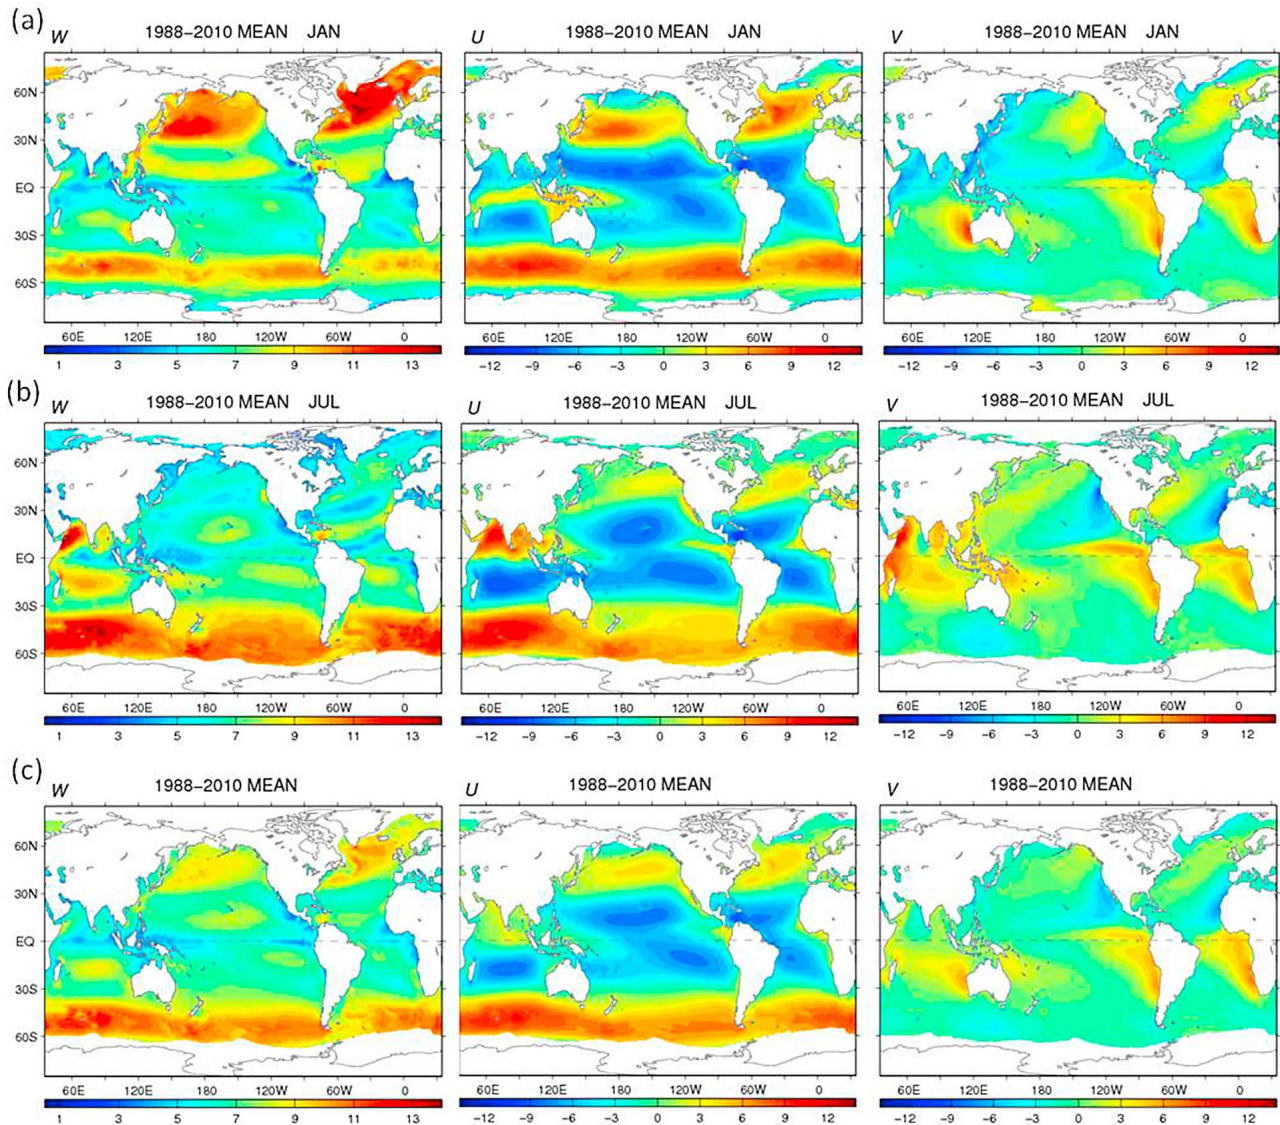 (a) W 1988−2010 MEAN JAN U 1988−2010 MEAN JAN V 1988−2010 MEAN JAN
60N
30N
EQ
30S
60S
60E 120E 180 120W 60W 0 60E 120E 180 120W 60W 0 60E 120E 180 120W 60W 0
1 3 5 7 9 11 13 −12 −9 −6 −3 0 3 6 9 12 −12 −9 −6 −3 0 3 6 9 12
(b) W 1988−2010 MEAN JUL U 1988−2010 MEAN JUL V 1988−2010 MEAN JUL
60N
30N
EQ
30S
60S
60E 120E 180 120W 60W 0 60E 120E 180 120W 60W 0 60E 120E 180 120W 60W 0
1 3 5 7 9 11 13 −12 −9 −6 −3 0 3 6 9 12 −12 −9 −6 −3 0 3 6 9 12
(c) W 1988−2010 MEAN U 1988−2010 MEAN V 1988−2010 MEAN
60N
30N
EQ
30S
60S
60E 120E 180 120W 60W 0 60E 120E 180 120W 60W 0 60E 120E 180 120W 60W 0
1 3 5 7 9 11 13 −12 −9 −6 −3 0 3 6 9 12 −12 −9 −6 −3 0 3 6 9 12